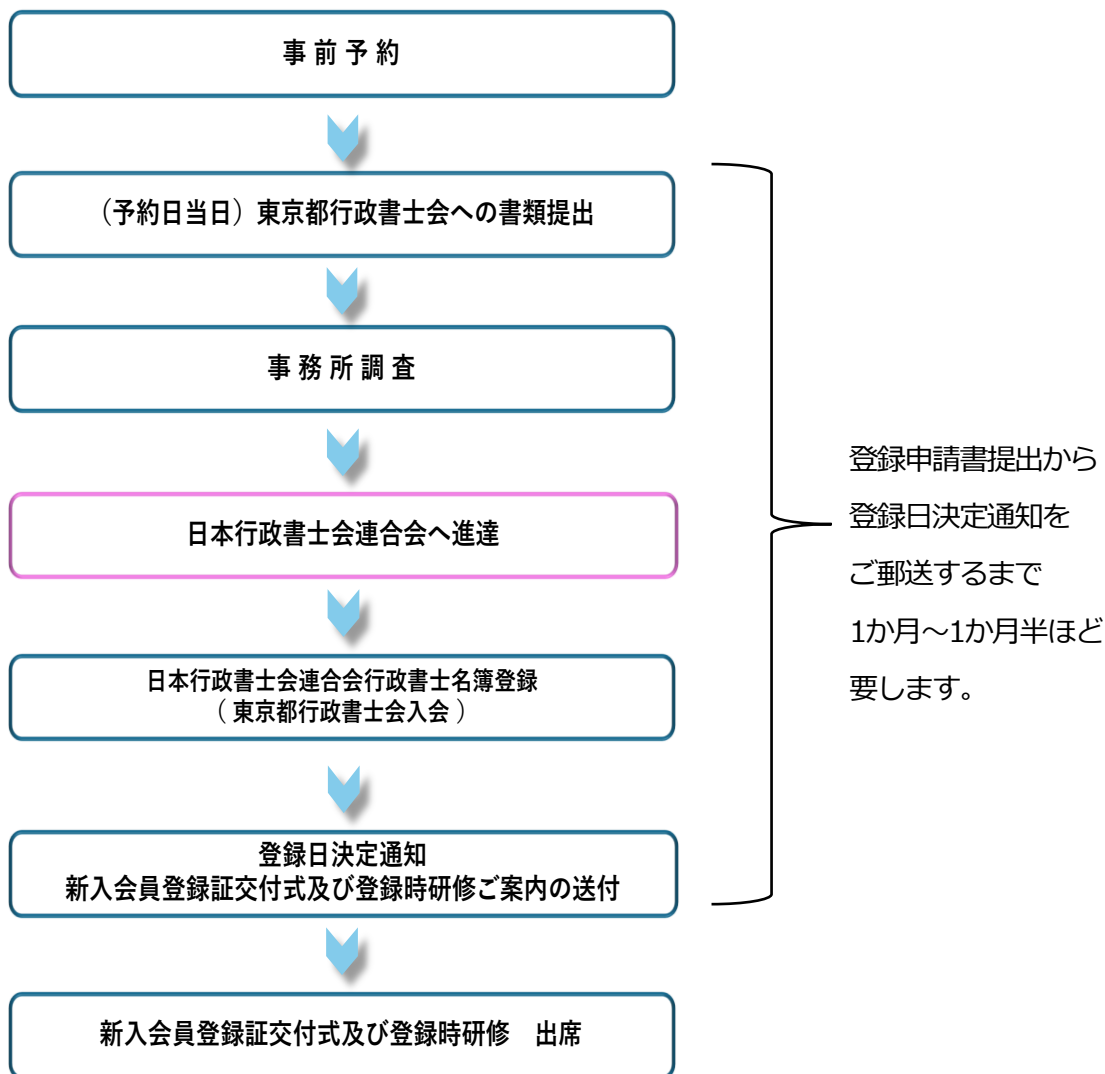 事前予約
（予約日当日）東京都行政書士会への書類提出
事務所調査
日本行政書士会連合会へ進達
日本行政書士会連合会行政書士名簿登録
（東京都行政書士会入会）
登録日決定通知
新入会員登録証交付式及び登録時研修ご案内の送付
新入会員登録証交付式及び登録時研修　出席
登録申請書提出から
登録日決定通知を
ご郵送するまで
1か月～1か月半ほど
要します。